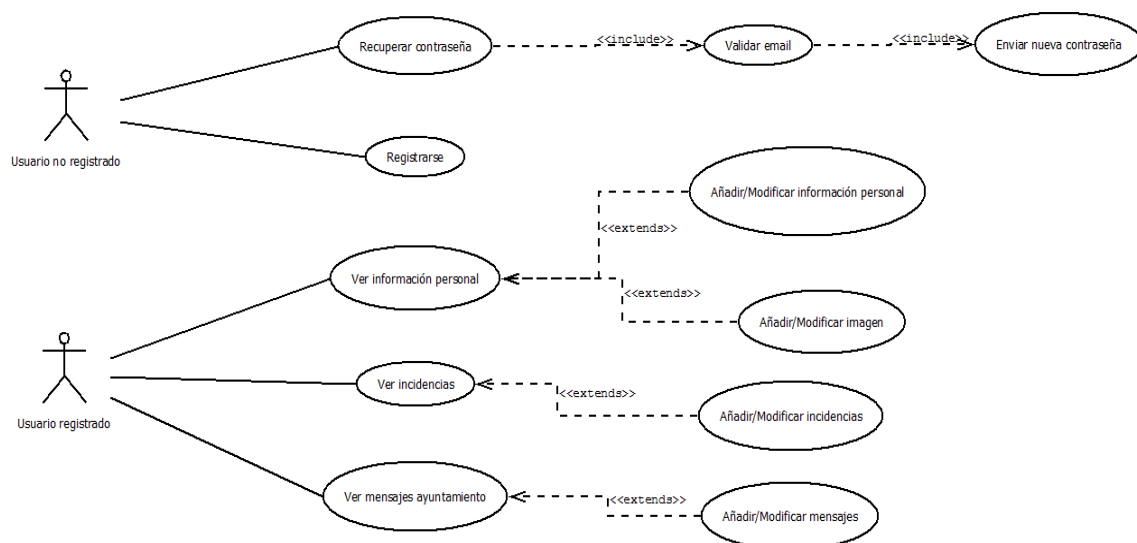 Recuperar contraseña
<<include>>
Validar email
<<include>>
Enviar nueva contraseña
Usuario no registrado
Registrarse
Añadir/Modificar información personal
<<extends>>
Ver información personal
<<extends>>
Añadir/Modificar imagen
Usuario registrado
Ver incidencias
<<extends>>
Añadir/Modificar incidencias
Ver mensajes ayuntamiento
<<extends>>
Añadir/Modificar mensajes